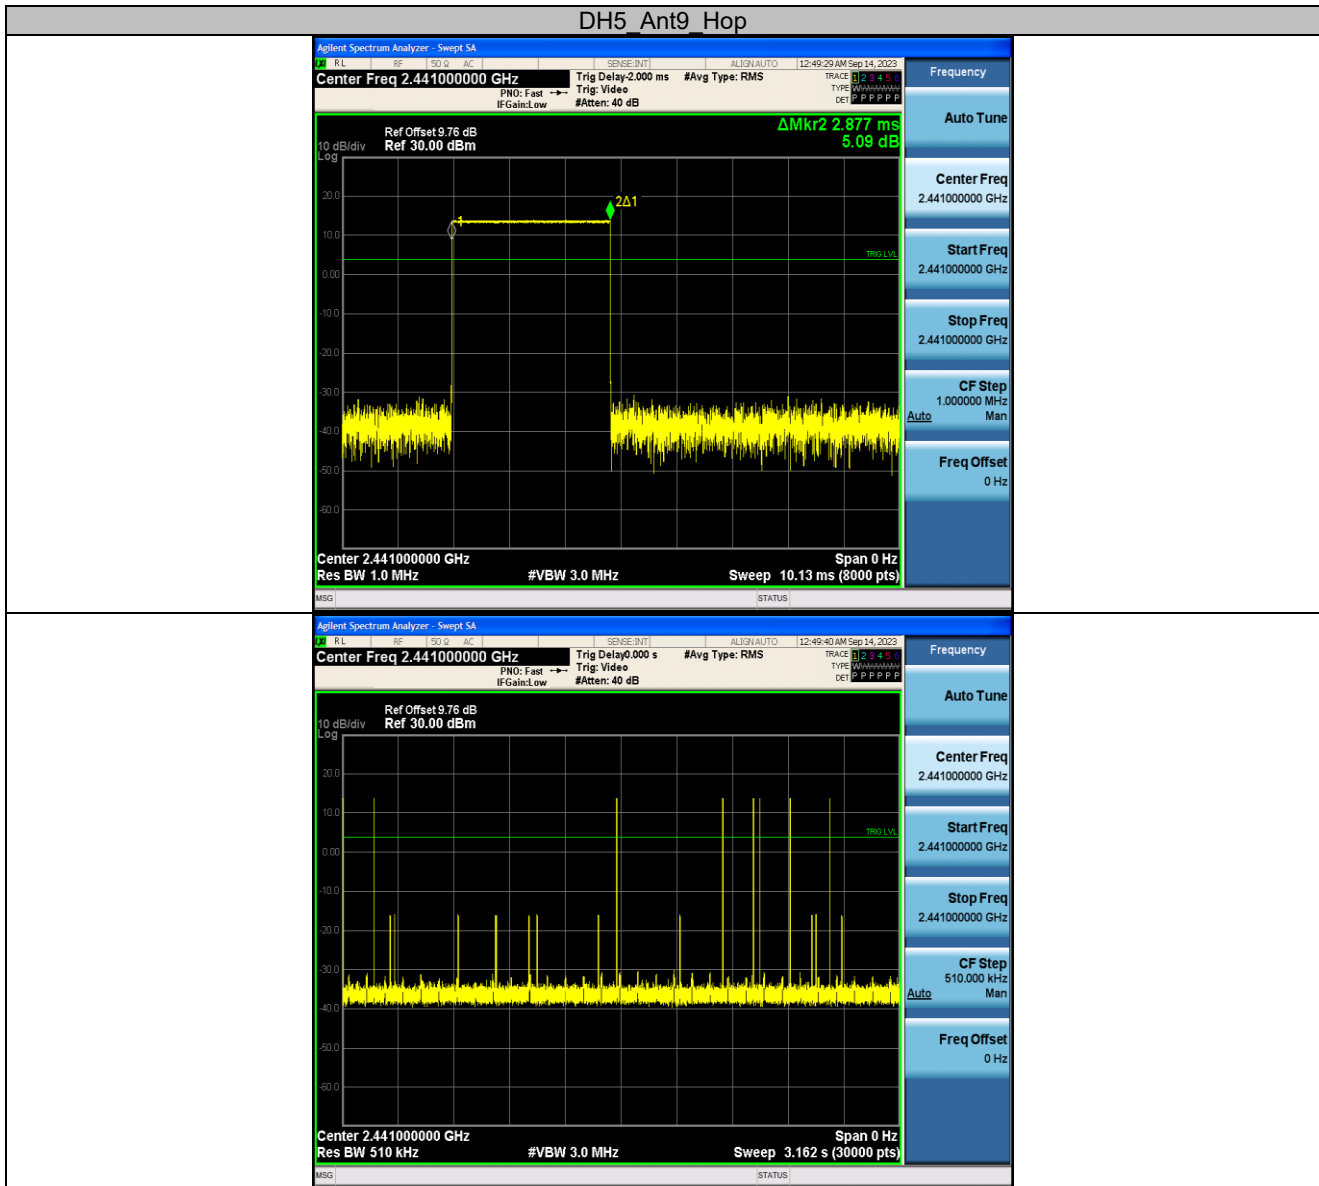 DH5_Ant9_Hop
Agilent Spectrum Analyzer - Swept SA
RL RF 50 Ω AC SENSE:INT ALIGN AUTO 12:49:29 AM Sep 14, 2023
Center Freq 2.441000000 GHz
PNO: Fast
IFGain:Low
Trig Delay-2.000 ms
Trig: Video
#Atten: 40 dB
#Avg Type: RMS
TRACE 1 2 3 4 5 6
TYPE
DET P P P P P P
Frequency
Auto Tune
Center Freq
2.441000000 GHz
Start Freq
2.441000000 GHz
Stop Freq
2.441000000 GHz
CF Step
1.000000 MHz
Auto Man
Freq Offset
0 Hz
ΔMkr2 2.877 ms
5.09 dB
Ref Offset 9.76 dB
10 dB/div Ref 30.00 dBm
Log
20.0
10.0
0.00
-10.0
-20.0
-30.0
-40.0
-50.0
-60.0
1
2Δ1
TRIG LVL
Center 2.441000000 GHz Span 0 Hz
Res BW 1.0 MHz #VBW 3.0 MHz Sweep 10.13 ms (8000 pts)
MSG STATUS
Agilent Spectrum Analyzer - Swept SA
RL RF 50 Ω AC SENSE:INT ALIGN AUTO 12:49:40 AM Sep 14, 2023
Center Freq 2.441000000 GHz
PNO: Fast
IFGain:Low
Trig Delay0.000 s
Trig: Video
#Atten: 40 dB
#Avg Type: RMS
TRACE 1 2 3 4 5 6
TYPE
DET P P P P P P
Frequency
Auto Tune
Center Freq
2.441000000 GHz
Start Freq
2.441000000 GHz
Stop Freq
2.441000000 GHz
CF Step
510.000 kHz
Auto Man
Freq Offset
0 Hz
Ref Offset 9.76 dB
10 dB/div Ref 30.00 dBm
Log
20.0
10.0
0.00
-10.0
-20.0
-30.0
-40.0
-50.0
-60.0
TRIG LVL
Center 2.441000000 GHz Span 0 Hz
Res BW 510 kHz #VBW 3.0 MHz Sweep 3.162 s (30000 pts)
MSG STATUS